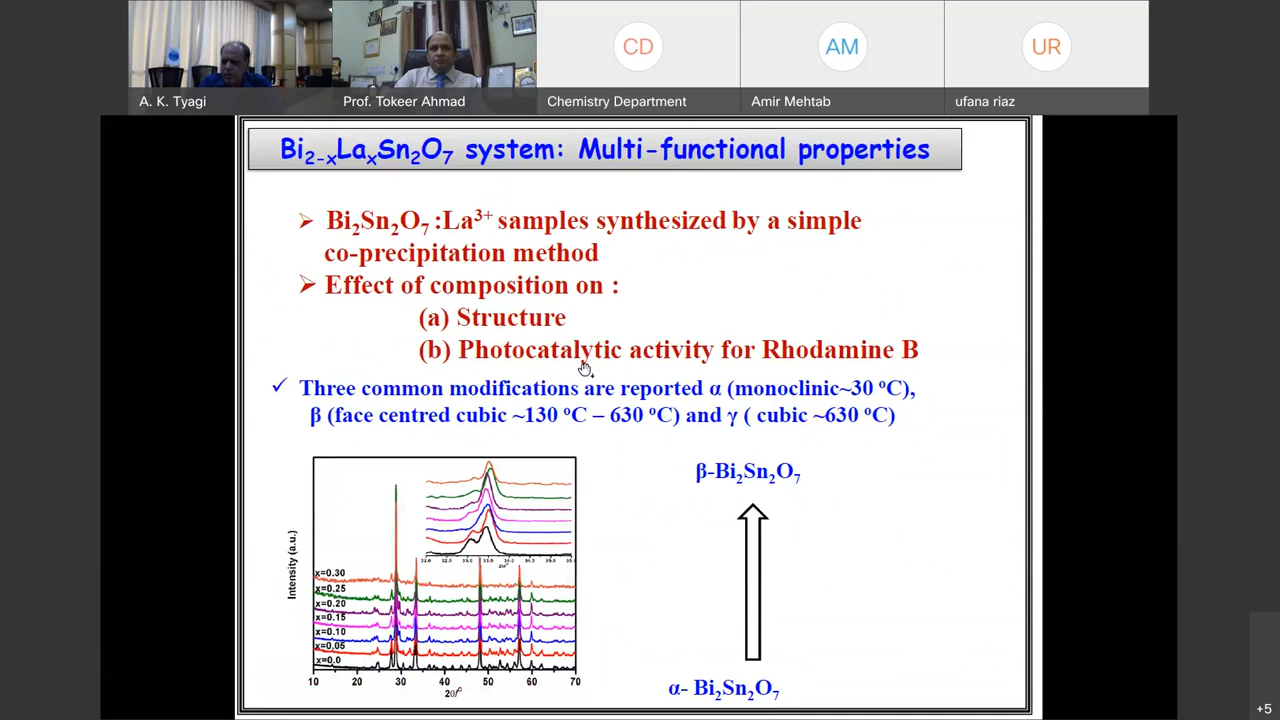 CD
AM
UR
A. K. Tyagi
Prof. Tokeer Ahmad
Chemistry Department
Amir Mehtab
ufana riaz
Bi₂₋ₓLaₓSn₂O₇ system: Multi-functional properties
➢ Bi₂Sn₂O₇ :La³⁺ samples synthesized by a simple
co-precipitation method
➢ Effect of composition on :
(a) Structure
(b) Photocatalytic activity for Rhodamine B
✓ Three common modifications are reported α (monoclinic~30 ºC),
β (face centred cubic ~130 ºC – 630 ºC) and γ ( cubic ~630 ºC)
β-Bi₂Sn₂O₇
α- Bi₂Sn₂O₇
Intensity (a.u.)
x=0.30
x=0.25
x=0.20
x=0.15
x=0.10
x=0.05
x=0.0
10 20 30 40 50 60 70
2θ/°
+5